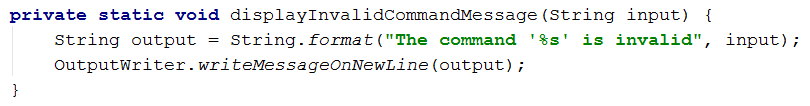 private static void displayInvalidCommandMessage(String input) {
    String output = String.format("The command '%s' is invalid", input);
    OutputWriter.writeMessageOnNewLine(output);
}